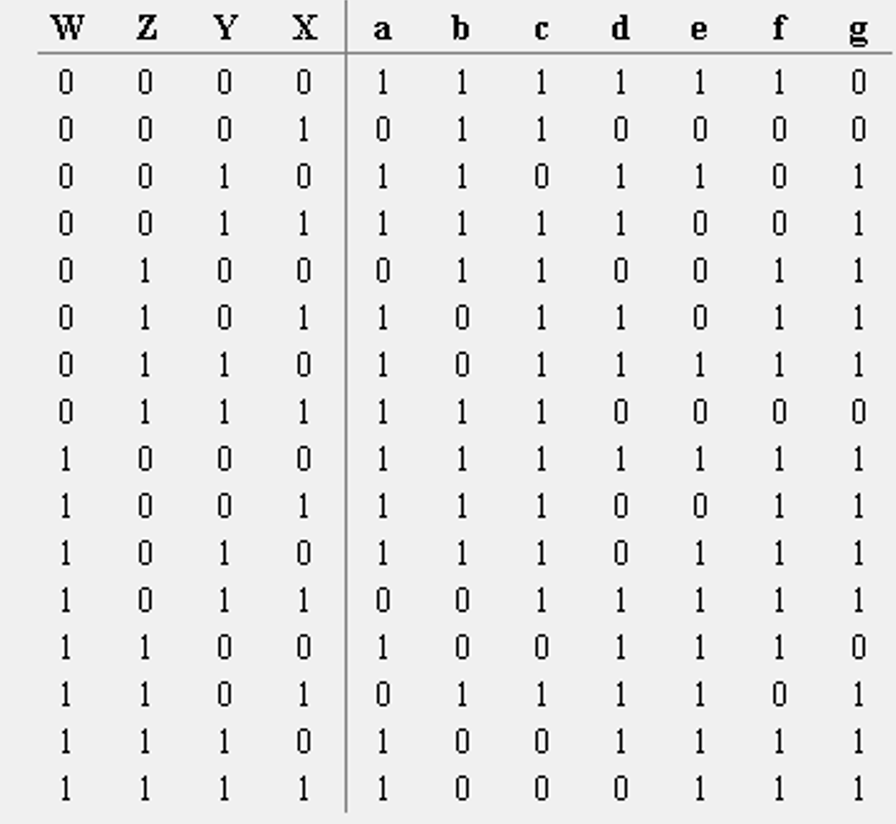 W Z Y X a b c d e f g
0 0 0 0 1 1 1 1 1 1 0
0 0 0 1 0 1 1 0 0 0 0
0 0 1 0 1 1 0 1 1 0 1
0 0 1 1 1 1 1 1 0 0 1
0 1 0 0 0 1 1 0 0 1 1
0 1 0 1 1 0 1 1 0 1 1
0 1 1 0 1 0 1 1 1 1 1
0 1 1 1 1 1 1 0 0 0 0
1 0 0 0 1 1 1 1 1 1 1
1 0 0 1 1 1 1 0 0 1 1
1 0 1 0 1 1 1 0 1 1 1
1 0 1 1 0 0 1 1 1 1 1
1 1 0 0 1 0 0 1 1 1 0
1 1 0 1 0 1 1 1 1 0 1
1 1 1 0 1 0 0 1 1 1 1
1 1 1 1 1 0 0 0 1 1 1